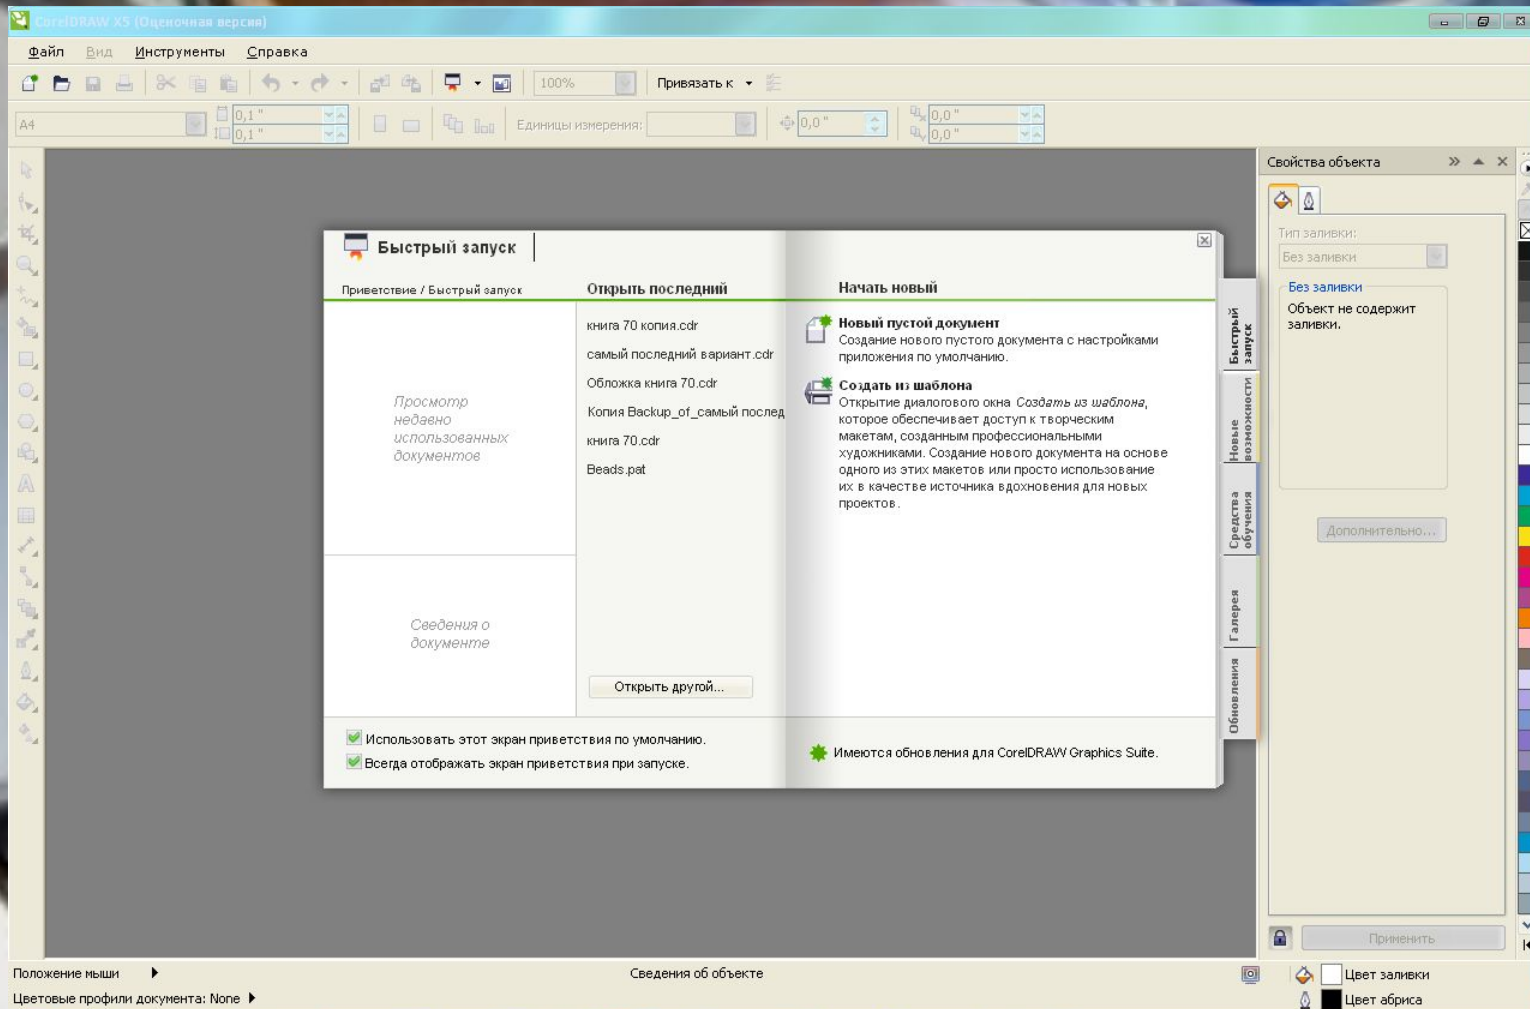 CorelDRAW X5 (Оценочная версия)
Файл Вид Инструменты Справка
100% Привязать к
A4 0,1 " Единицы измерения: 0,0 " 0,0 "
0,1 " 0,0 "
Свойства объекта
Тип заливки:
Без заливки
Без заливки
Объект не содержит
заливки.
Дополнительно...
Применить
Быстрый запуск
Приветствие / Быстрый запуск
Просмотр
недавно
использованных
документов
Сведения о
документе
Открыть последний
книга 70 копия.cdr
самый последний вариант.cdr
Обложка книга 70.cdr
Копия Backup_of_самый послед
книга 70.cdr
Beads.pat
Открыть другой...
Начать новый
Новый пустой документ
Создание нового пустого документа с настройками
приложения по умолчанию.
Создать из шаблона
Открытие диалогового окна Создать из шаблона,
которое обеспечивает доступ к творческим
макетам, созданным профессиональными
художниками. Создание нового документа на основе
одного из этих макетов или просто использование
их в качестве источника вдохновения для новых
проектов.
Быстрый
запуск
Новые
возможности
Средства
обучения
Галерея
Обновления
Использовать этот экран приветствия по умолчанию.
Всегда отображать экран приветствия при запуске.
Имеются обновления для CorelDRAW Graphics Suite.
Положение мыши Сведения об объекте Цвет заливки
Цветовые профили документа: None Цвет абриса